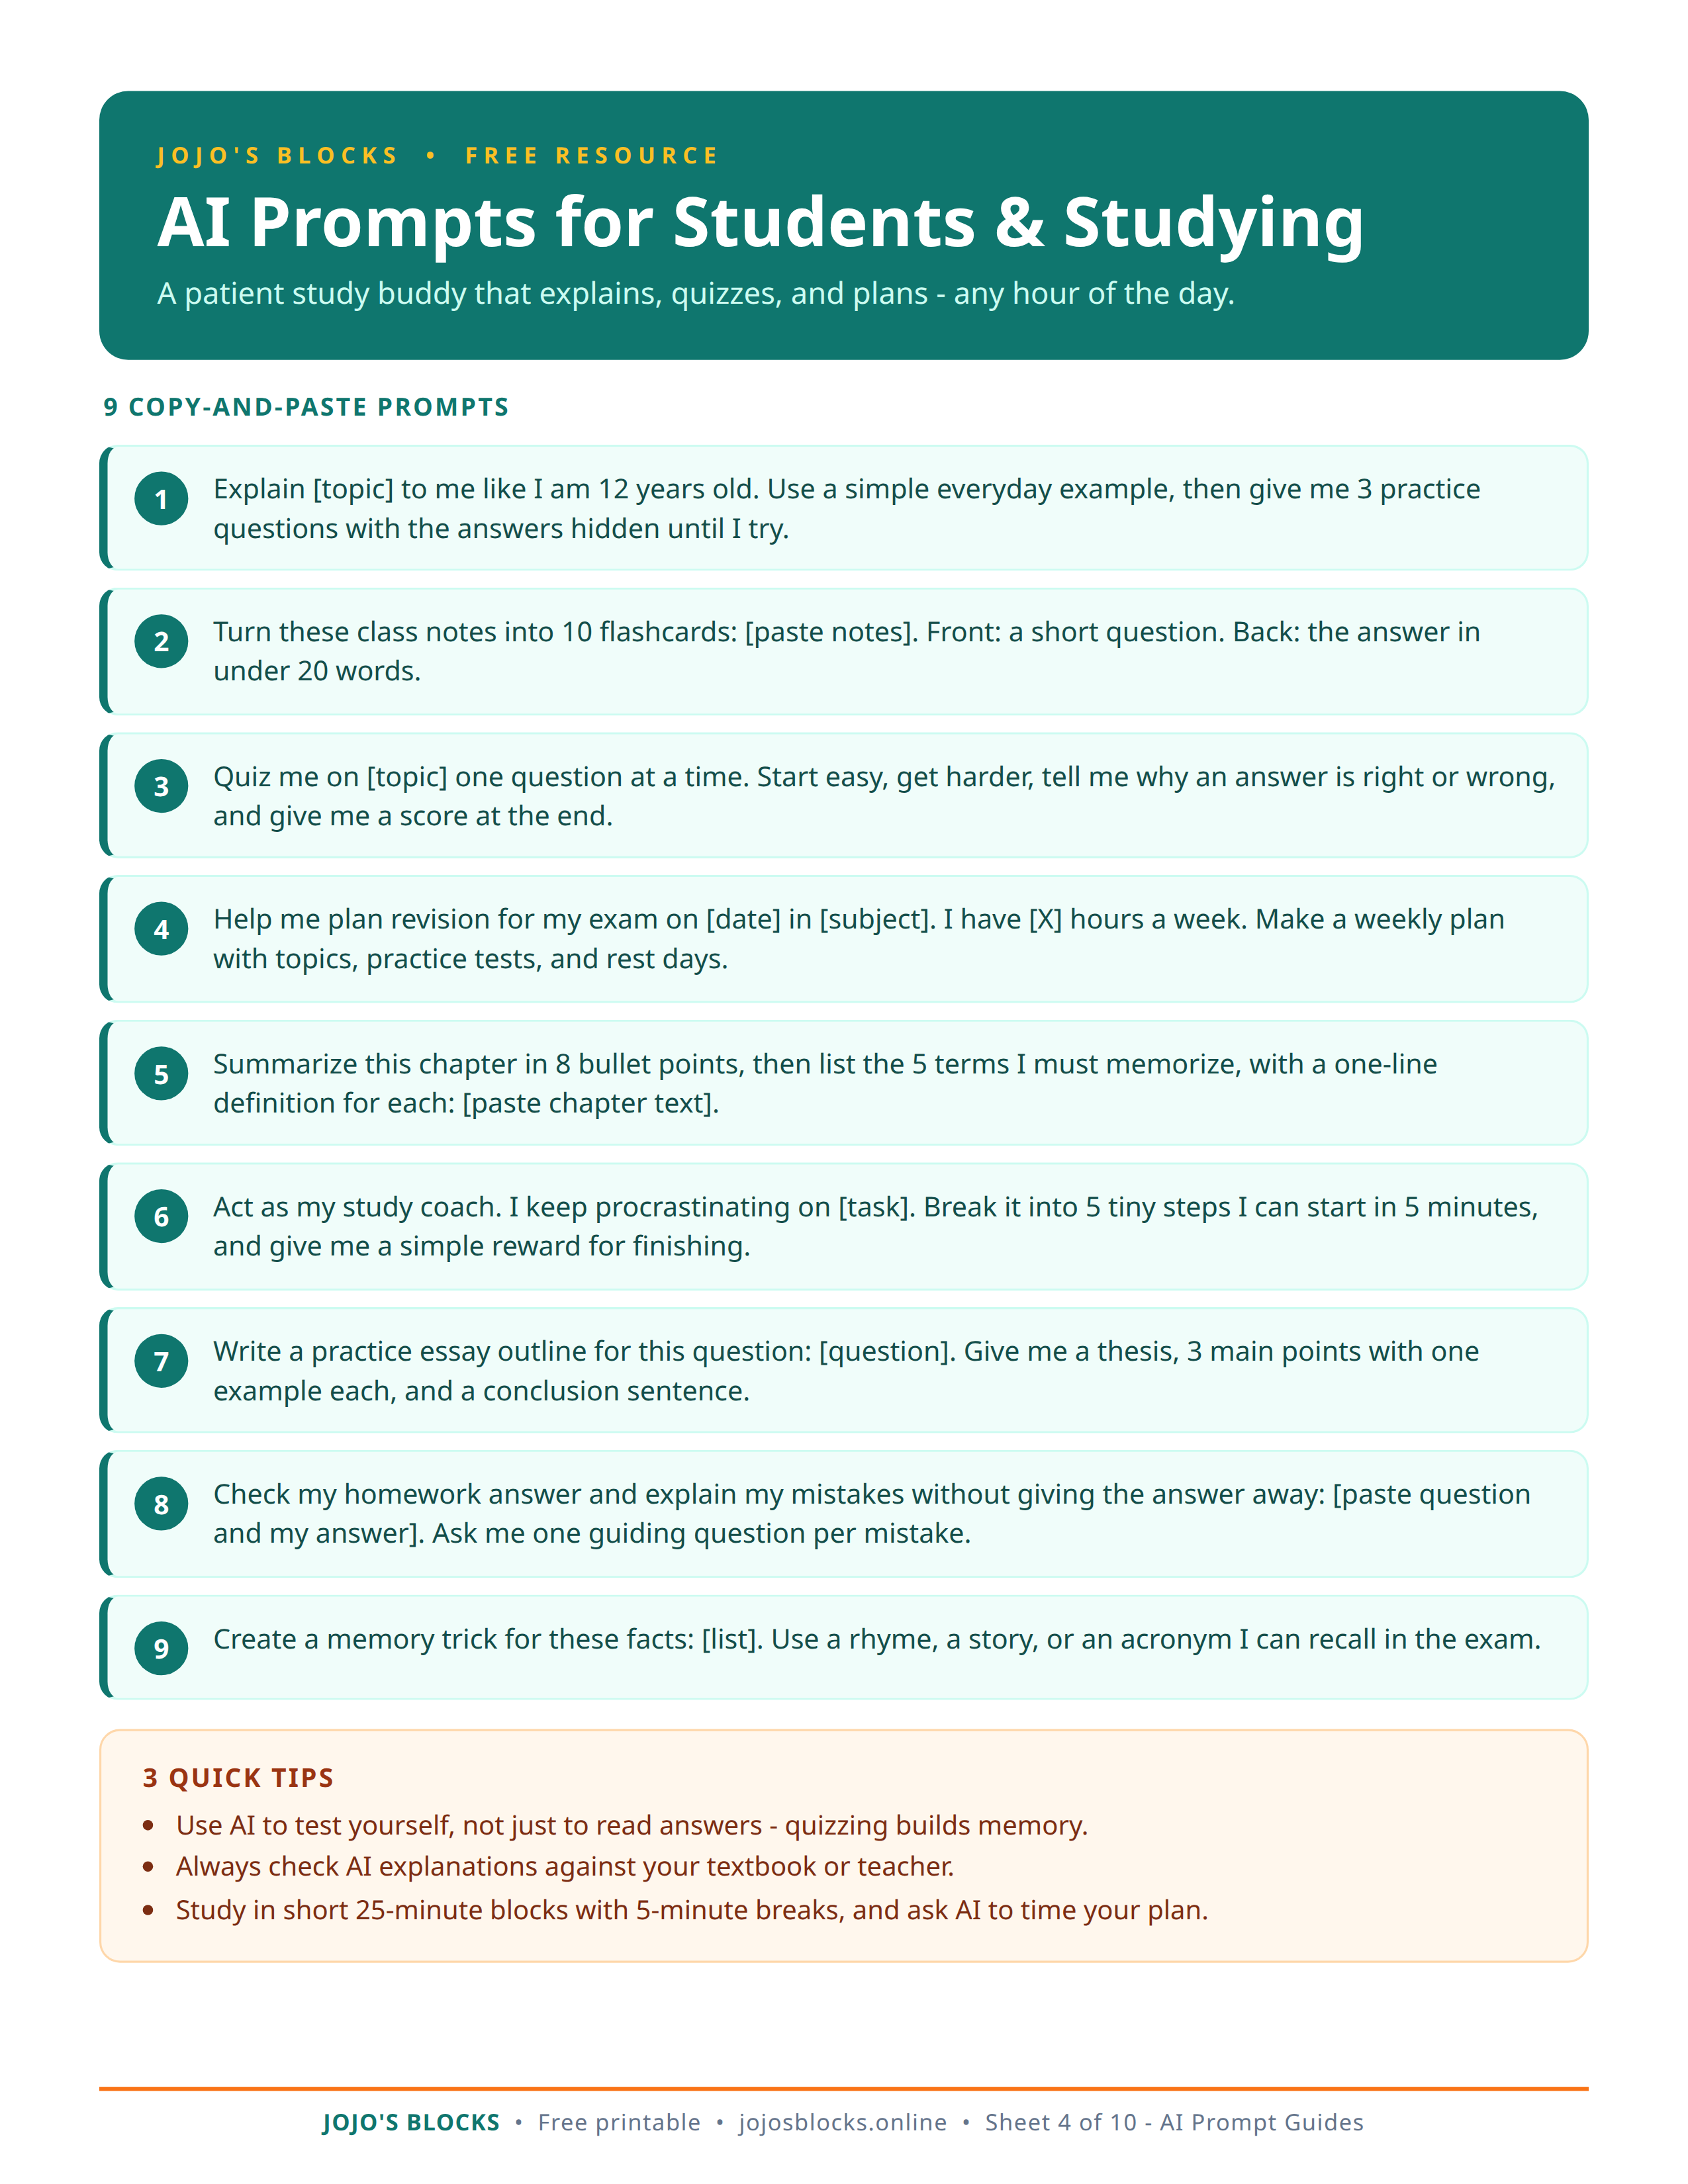 JOJO'S BLOCKS • FREE RESOURCE
AI Prompts for Students & Studying
A patient study buddy that explains, quizzes, and plans - any hour of the day.
9 COPY-AND-PASTE PROMPTS
1
Explain [topic] to me like I am 12 years old. Use a simple everyday example, then give me 3 practice
questions with the answers hidden until I try.
2
Turn these class notes into 10 flashcards: [paste notes]. Front: a short question. Back: the answer in
under 20 words.
3
Quiz me on [topic] one question at a time. Start easy, get harder, tell me why an answer is right or wrong,
and give me a score at the end.
4
Help me plan revision for my exam on [date] in [subject]. I have [X] hours a week. Make a weekly plan
with topics, practice tests, and rest days.
5
Summarize this chapter in 8 bullet points, then list the 5 terms I must memorize, with a one-line
definition for each: [paste chapter text].
6
Act as my study coach. I keep procrastinating on [task]. Break it into 5 tiny steps I can start in 5 minutes,
and give me a simple reward for finishing.
7
Write a practice essay outline for this question: [question]. Give me a thesis, 3 main points with one
example each, and a conclusion sentence.
8
Check my homework answer and explain my mistakes without giving the answer away: [paste question
and my answer]. Ask me one guiding question per mistake.
9
Create a memory trick for these facts: [list]. Use a rhyme, a story, or an acronym I can recall in the exam.
3 QUICK TIPS
• Use AI to test yourself, not just to read answers - quizzing builds memory.
• Always check AI explanations against your textbook or teacher.
• Study in short 25-minute blocks with 5-minute breaks, and ask AI to time your plan.
JOJO'S BLOCKS • Free printable • jojosblocks.online • Sheet 4 of 10 - AI Prompt Guides